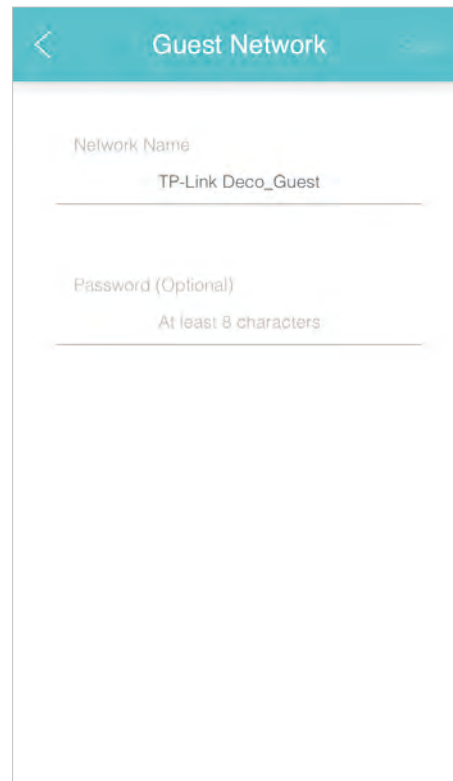 Guest Network
Network Name
TP-Link Deco_Guest
Password (Optional)
At least 8 characters